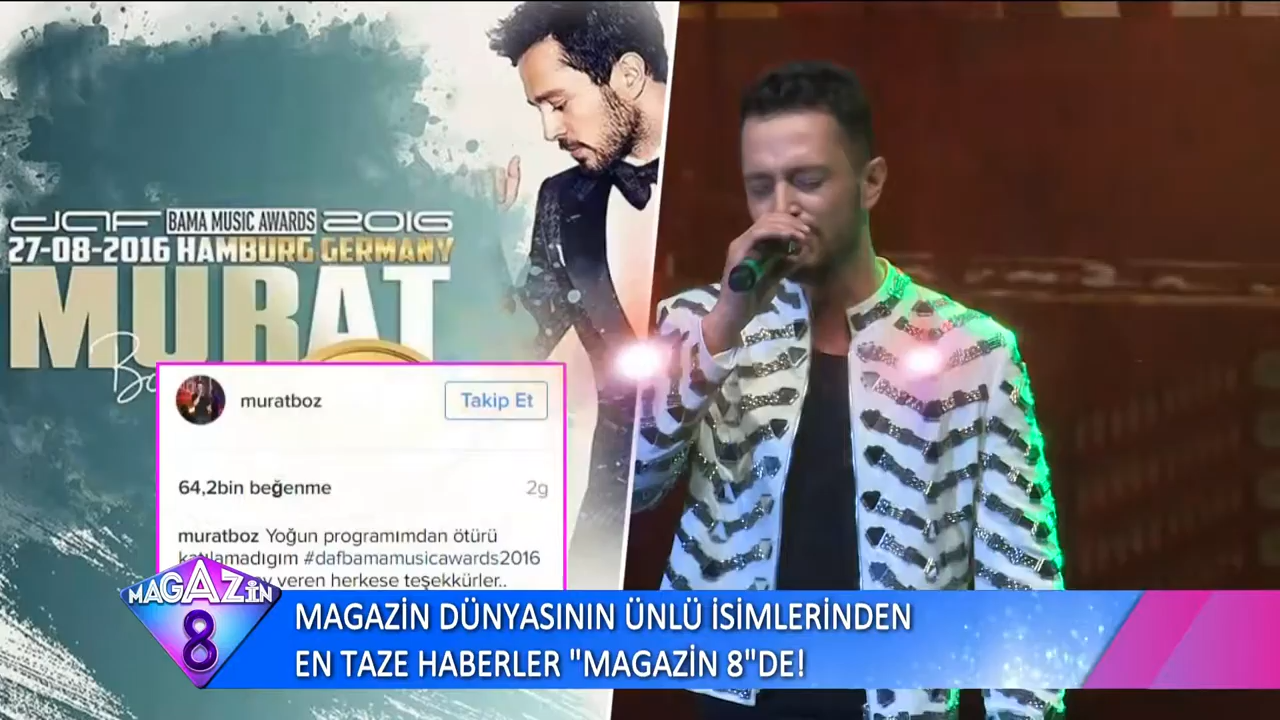 daf BAMA MUSIC AWARDS 2016
27-08-2016 HAMBURG GERMANY
MURAT
muratboz
Takip Et
64,2bin beğenme
2g
muratboz Yoğun programımdan ötürü
katılamadıgım #dafbamamusicawards2016
veren herkese teşekkürler..
MAGAZİN
8
MAGAZİN DÜNYASININ ÜNLÜ İSİMLERİNDEN
EN TAZE HABERLER "MAGAZİN 8"DE!